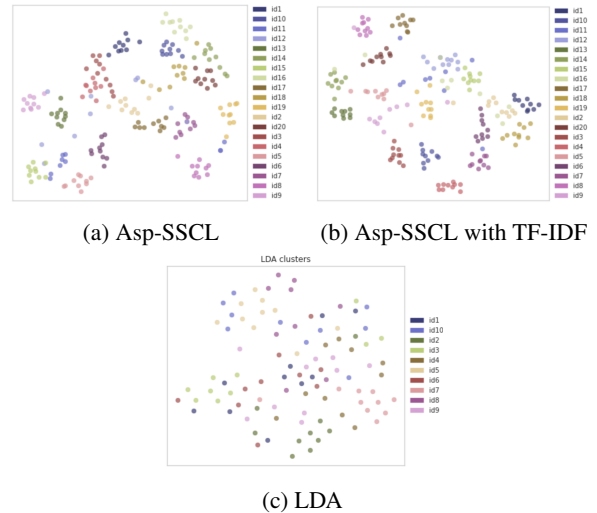 id1
id10
id11
id12
id13
id14
id15
id16
id17
id18
id19
id2
id20
id3
id4
id5
id6
id7
id8
id9
(a) Asp-SSCL
id1
id10
id11
id12
id13
id14
id15
id16
id17
id18
id19
id2
id20
id3
id4
id5
id6
id7
id8
id9
(b) Asp-SSCL with TF-IDF
LDA clusters
id1
id10
id2
id3
id4
id5
id6
id7
id8
id9
(c) LDA